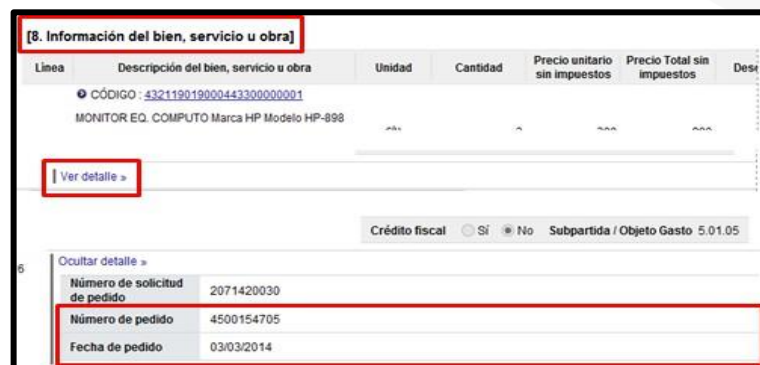 [8. Información del bien, servicio u obra]
Línea Descripción del bien, servicio u obra Unidad Cantidad Precio unitario sin impuestos Precio Total sin impuestos
CÓDIGO : 432119019000443300000001
MONITOR EQ. COMPUTO Marca HP Modelo HP-898
Ver detalle »
Crédito fiscal Sí No Subpartida / Objeto Gasto 5.01.05
6
Ocultar detalle »
Número de solicitud de pedido 2071420030
Número de pedido 4500154705
Fecha de pedido 03/03/2014